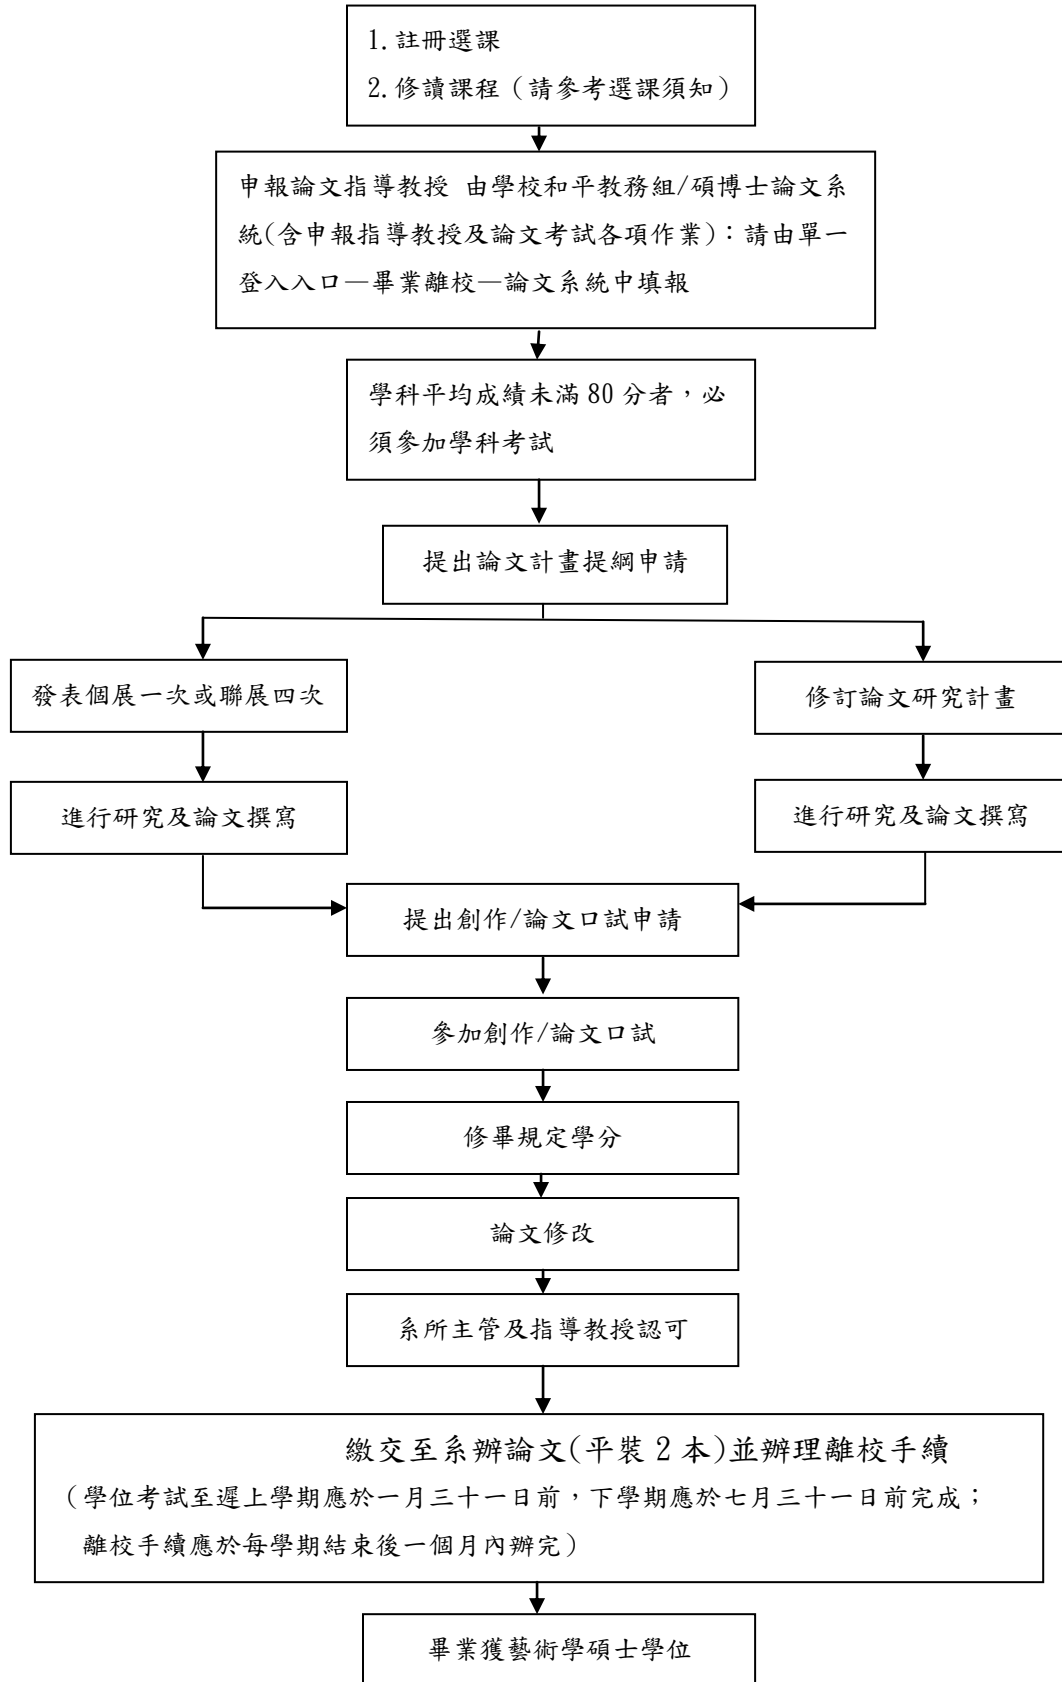 1.註冊選課
2.修讀課程（請參考選課須知）
申報論文指導教授 由學校和平教務組/碩博士論文系
統(含申報指導教授及論文考試各項作業)：請由單一
登入入口—畢業離校—論文系統中填報
學科平均成績未滿 80 分者，必
須參加學科考試
提出論文計畫提綱申請
發表個展一次或聯展四次
修訂論文研究計畫
進行研究及論文撰寫
進行研究及論文撰寫
提出創作/論文口試申請
參加創作/論文口試
修畢規定學分
論文修改
系所主管及指導教授認可
繳交至系辦論文(平裝 2 本)並辦理離校手續
（學位考試至遲上學期應於一月三十一日前，下學期應於七月三十一日前完成；
離校手續應於每學期結束後一個月內辦完）
畢業獲藝術學碩士學位